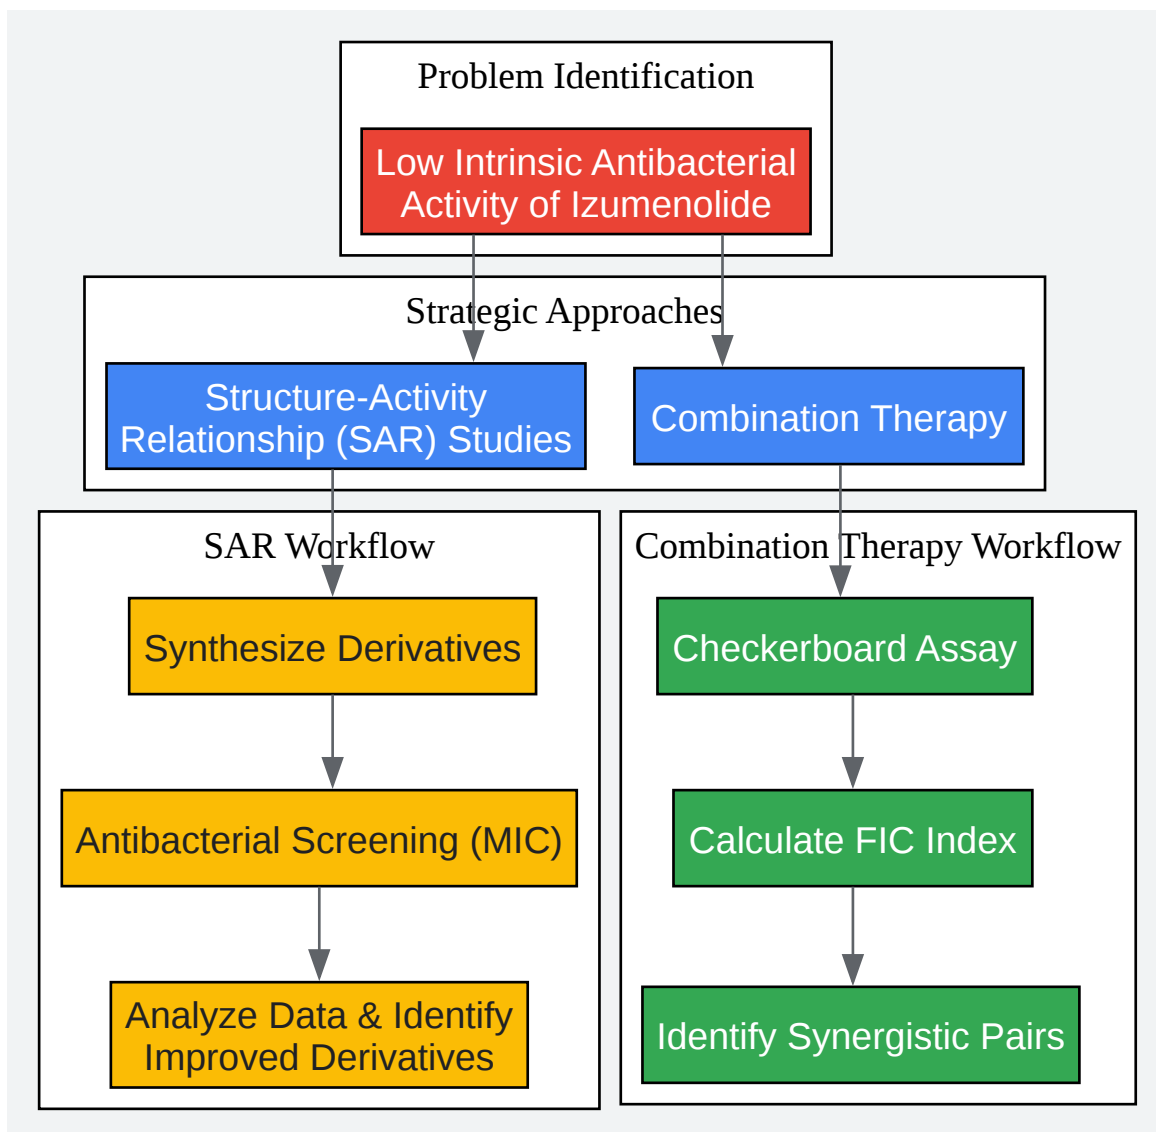 Problem Identification
Low Intrinsic Antibacterial
Activity of Izumenolide
Strategic Approaches
Structure-Activity
Relationship (SAR) Studies
Combination Therapy
SAR Workflow
Synthesize Derivatives
Antibacterial Screening (MIC)
Analyze Data & Identify
Improved Derivatives
Combination Therapy Workflow
Checkerboard Assay
Calculate FIC Index
Identify Synergistic Pairs